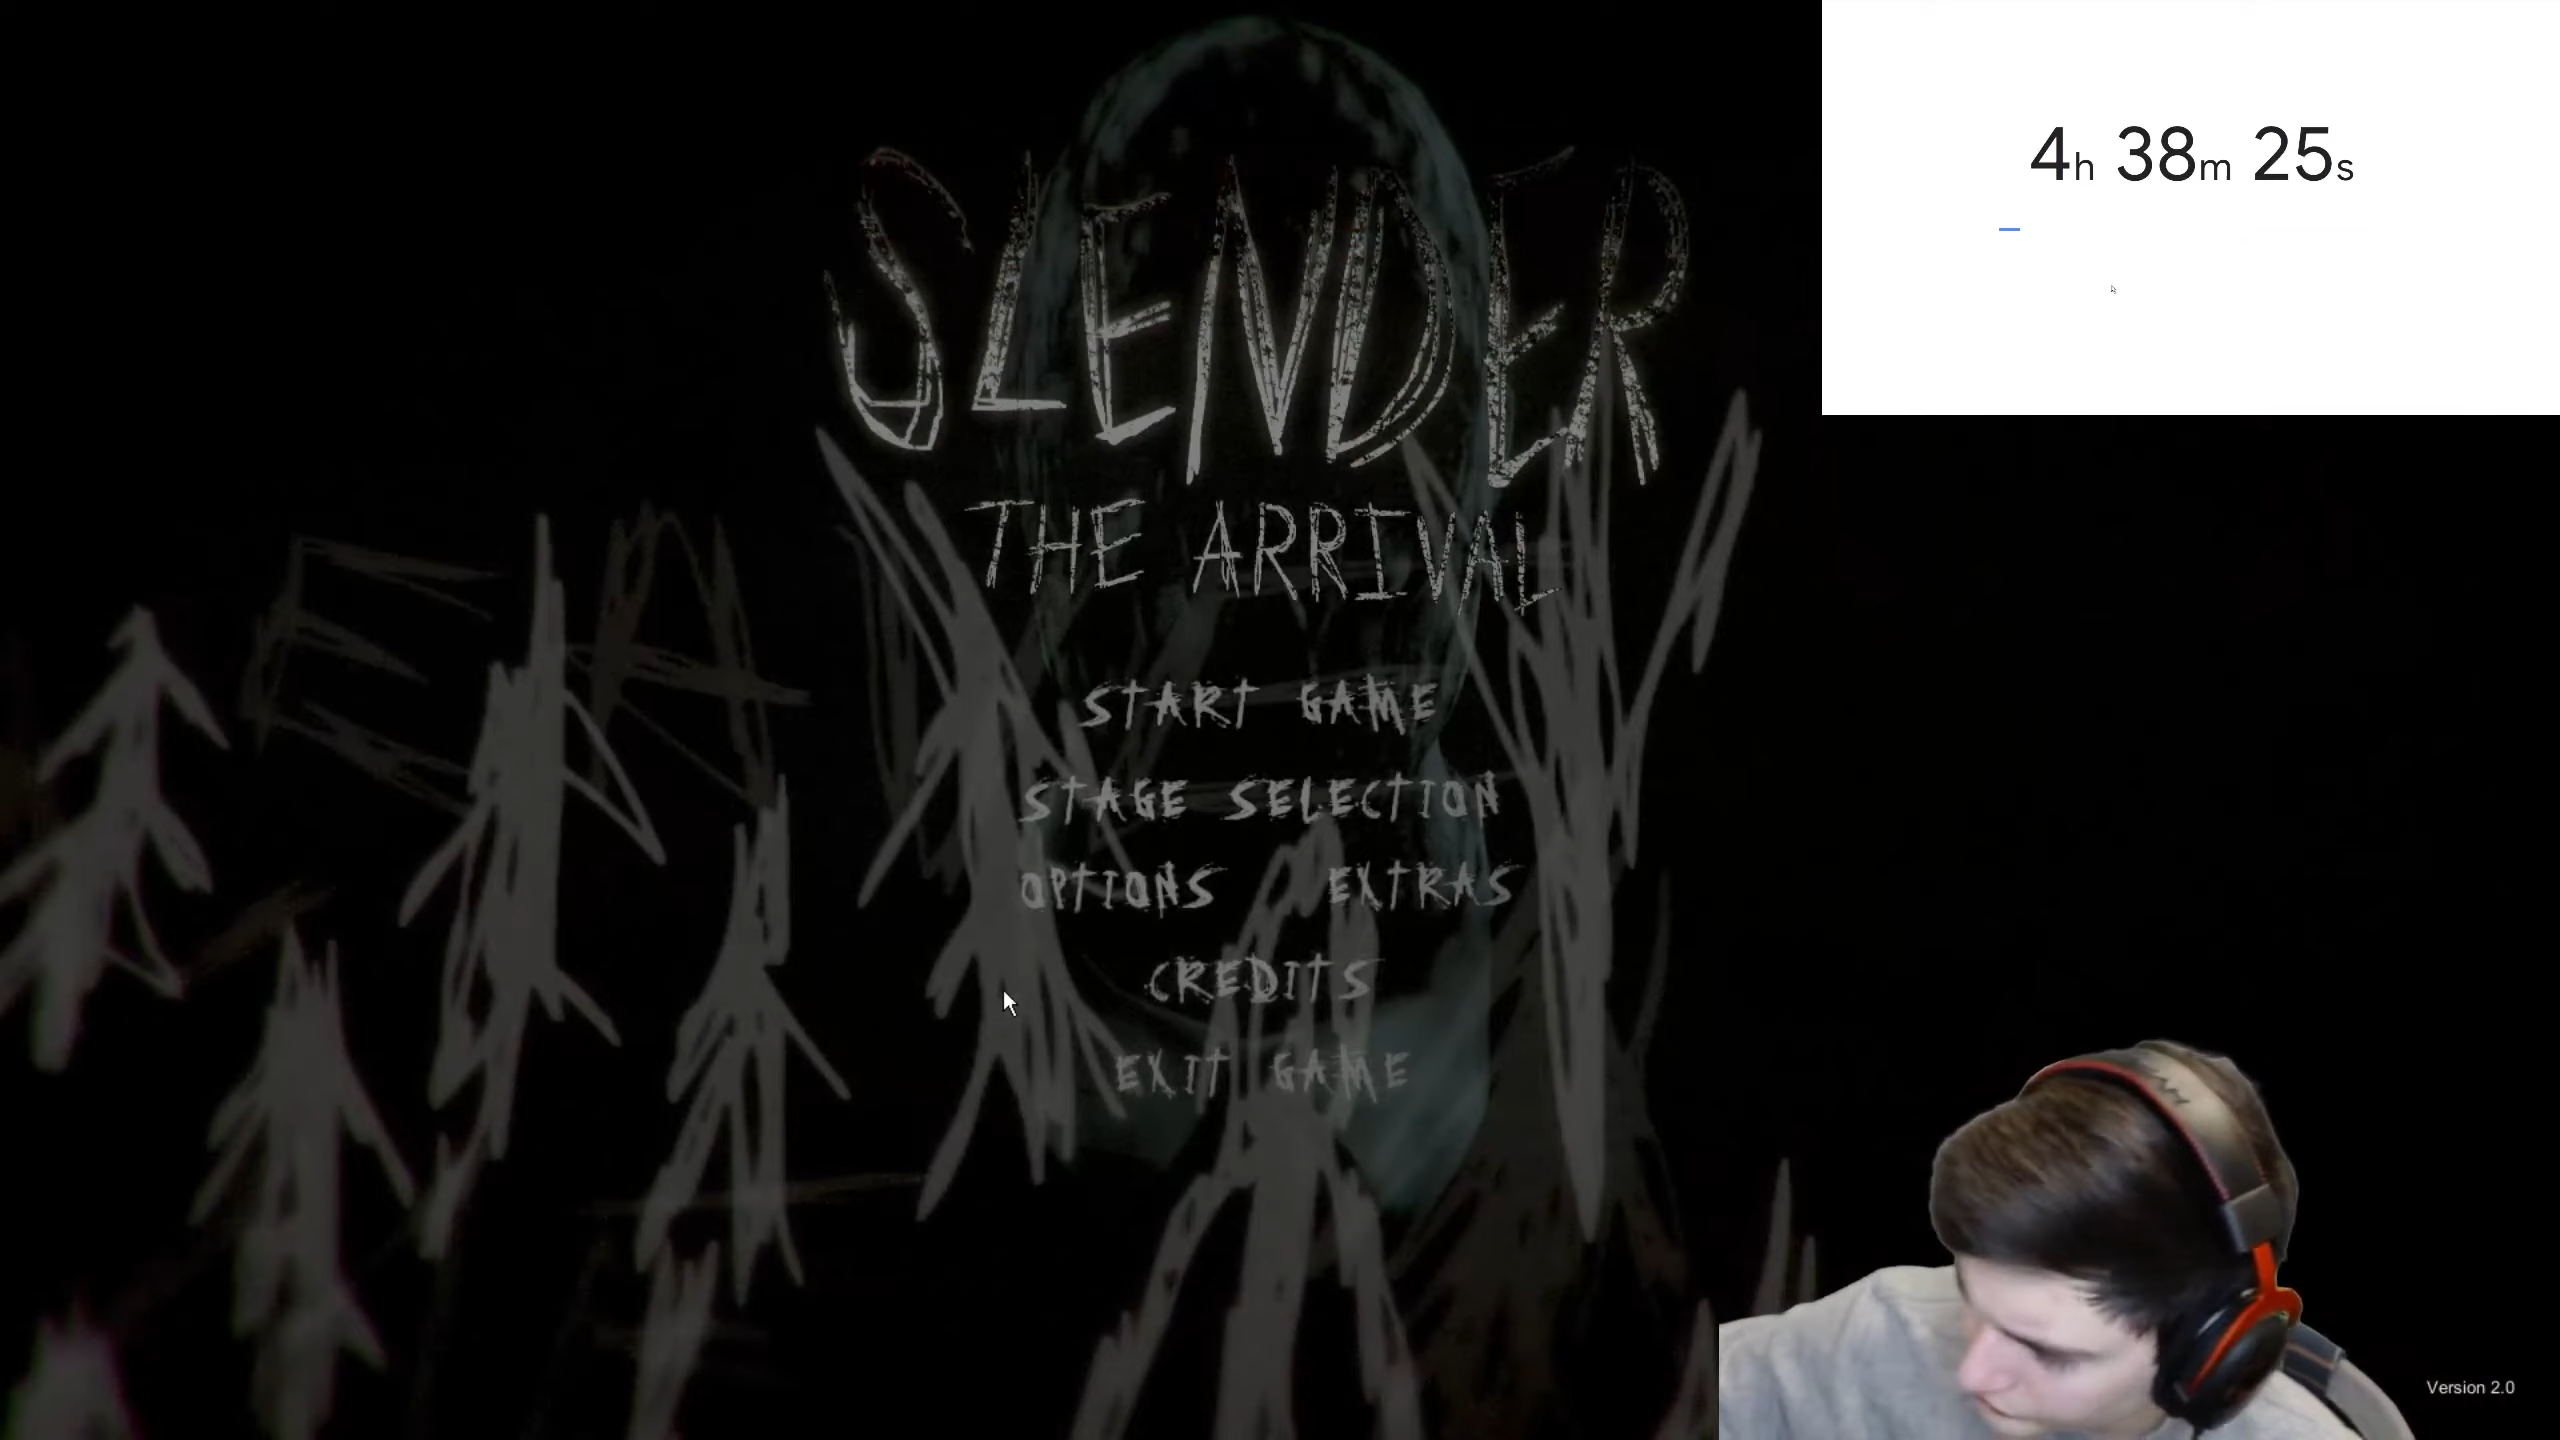 SLENDER
THE ARRIVAL
START GAME
STAGE SELECTION
OPTIONS EXTRAS
CREDITS
EXIT GAME
4h 38m 25s
Version 2.0